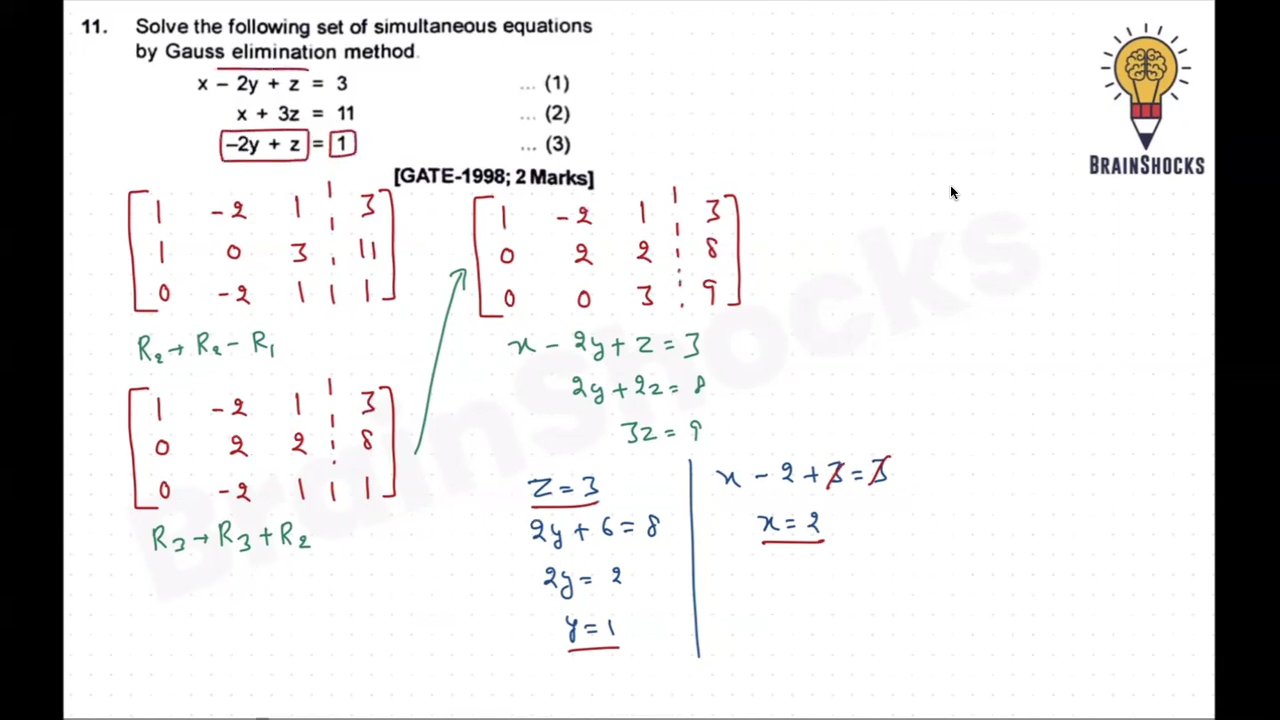 11. Solve the following set of simultaneous equations
by Gauss elimination method.
x − 2y + z = 3 ... (1)
x + 3z = 11 ... (2)
−2y + z = 1 ... (3)
[GATE-1998; 2 Marks]
BRAINSHOCKS
1 -2 1 | 3
1 0 3 | 11
0 -2 1 | 1
R₂ → R₂ - R₁
1 -2 1 | 3
0 2 2 | 8
0 -2 1 | 1
R₃ → R₃ + R₂
1 -2 1 | 3
0 2 2 | 8
0 0 3 | 9
x - 2y + z = 3
2y + 2z = 8
3z = 9
z = 3
2y + 6 = 8
2y = 2
y = 1
x - 2 + 3 = 3
x = 2
BrainShocks